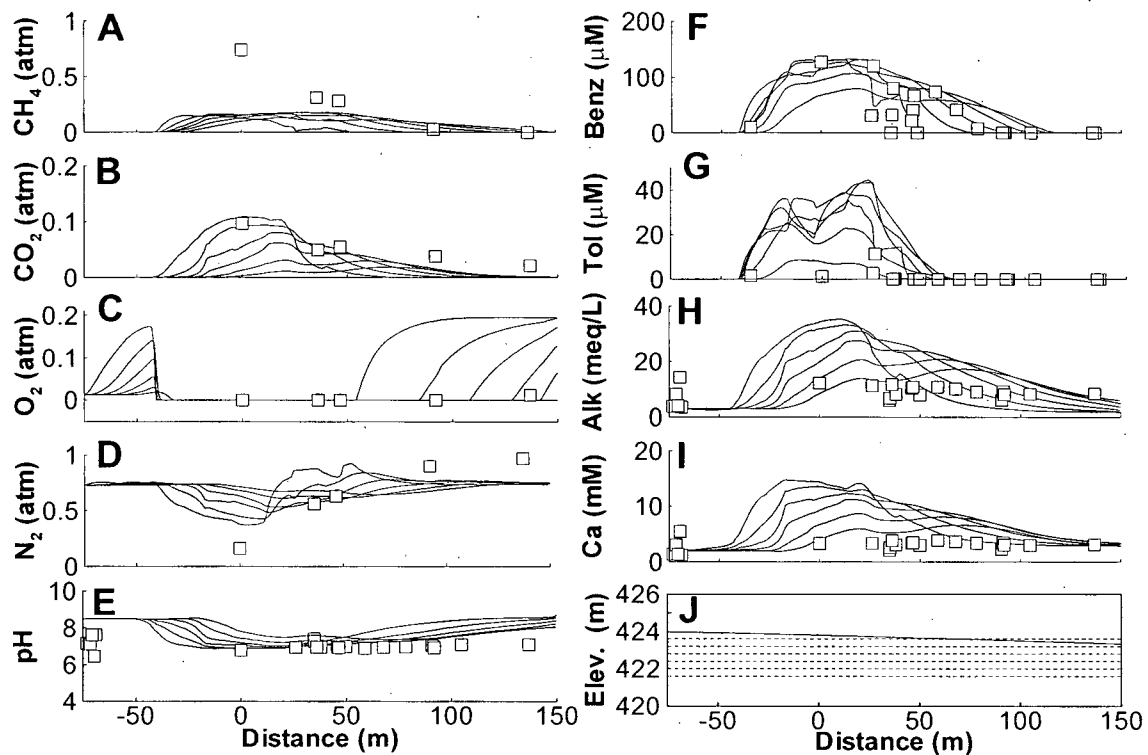 A
CH4 (atm)
1
0.5
0
B
CO2 (atm)
0.2
0.1
0
C
O2 (atm)
0.2
0.1
0
D
N2 (atm)
1
0.5
0
E
pH
10
8
6
4
-50 0 50 100 150
Distance (m)
F
Benz (μM)
200
100
0
G
Tol (μM)
40
20
0
H
Alk (meq/L)
40
20
0
I
Ca (mM)
20
10
0
J
Elev. (m)
426
424
422
420
-50 0 50 100 150
Distance (m)